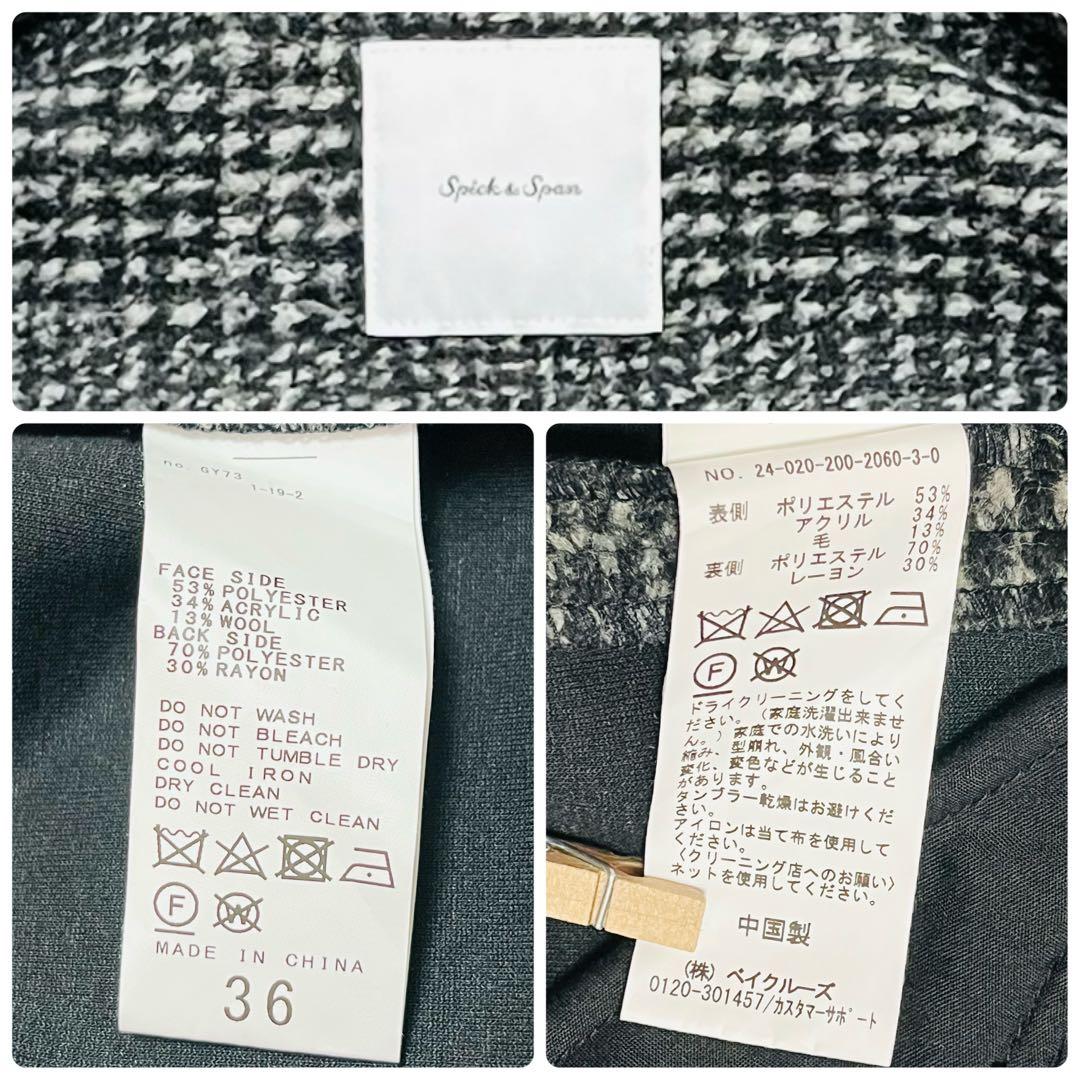 Spick & Span
no. GY73
1-19-2
FACE SIDE
53% POLYESTER
34% ACRYLIC
13% WOOL
BACK SIDE
70% POLYESTER
30% RAYON
DO NOT WASH
DO NOT BLEACH
DO NOT TUMBLE DRY
COOL IRON
DRY CLEAN
DO NOT WET CLEAN
F W
MADE IN CHINA
36
NO. 24-020-200-2060-3-0
表側 ポリエステル 53%
アクリル 34%
毛 13%
裏側 ポリエステル 70%
レーヨン 30%
F W
ドライクリーニングをしてく
ださい。（家庭洗濯出来ませ
ん。）家庭での水洗いにより
縮み、型崩れ、外観・風合い
変化、変色などが生じること
があります。
タンブラー乾燥はお避けくだ
さい。
アイロンは当て布を使用して
ください。
〈クリーニング店へのお願い〉
ネットを使用してください。
中国製
(株) ベイクルーズ
0120-301457/カスタマーサポート